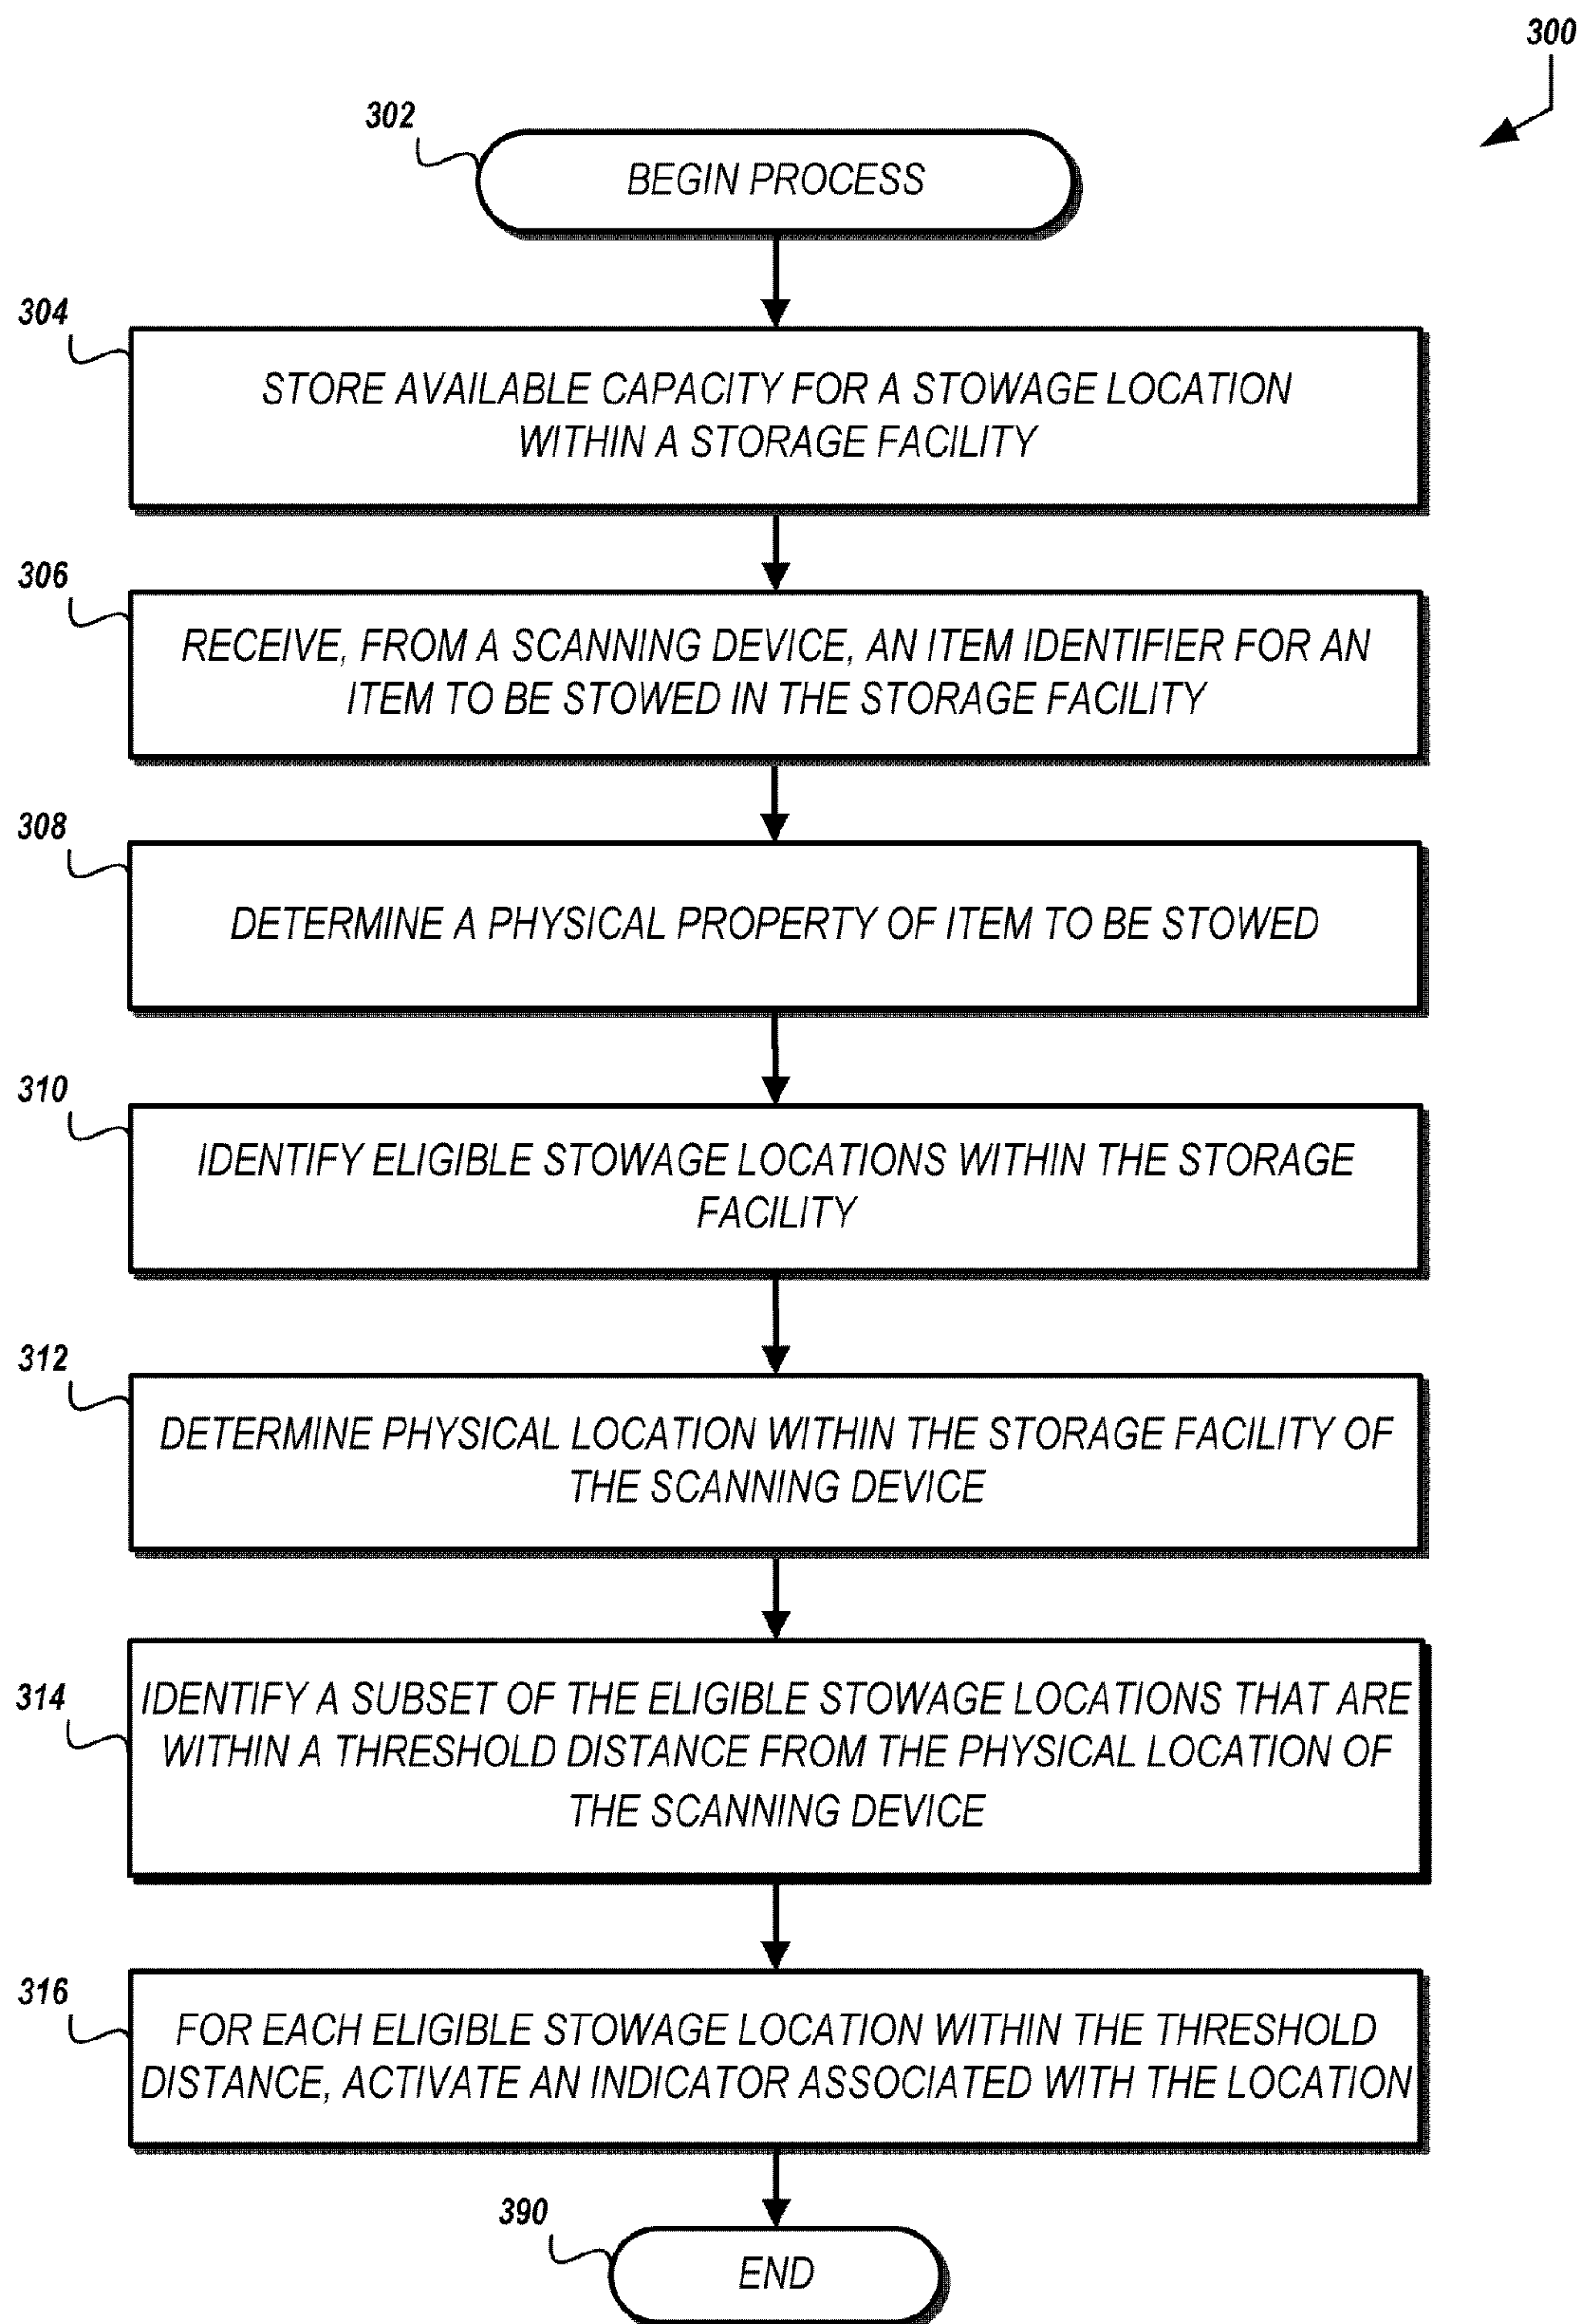 300
302
BEGIN PROCESS
304
STORE AVAILABLE CAPACITY FOR A STOWAGE LOCATION
WITHIN A STORAGE FACILITY
306
RECEIVE, FROM A SCANNING DEVICE, AN ITEM IDENTIFIER FOR AN
ITEM TO BE STOWED IN THE STORAGE FACILITY
308
DETERMINE A PHYSICAL PROPERTY OF ITEM TO BE STOWED
310
IDENTIFY ELIGIBLE STOWAGE LOCATIONS WITHIN THE STORAGE
FACILITY
312
DETERMINE PHYSICAL LOCATION WITHIN THE STORAGE FACILITY OF
THE SCANNING DEVICE
314
IDENTIFY A SUBSET OF THE ELIGIBLE STOWAGE LOCATIONS THAT ARE
WITHIN A THRESHOLD DISTANCE FROM THE PHYSICAL LOCATION OF
THE SCANNING DEVICE
316
FOR EACH ELIGIBLE STOWAGE LOCATION WITHIN THE THRESHOLD
DISTANCE, ACTIVATE AN INDICATOR ASSOCIATED WITH THE LOCATION
390
END